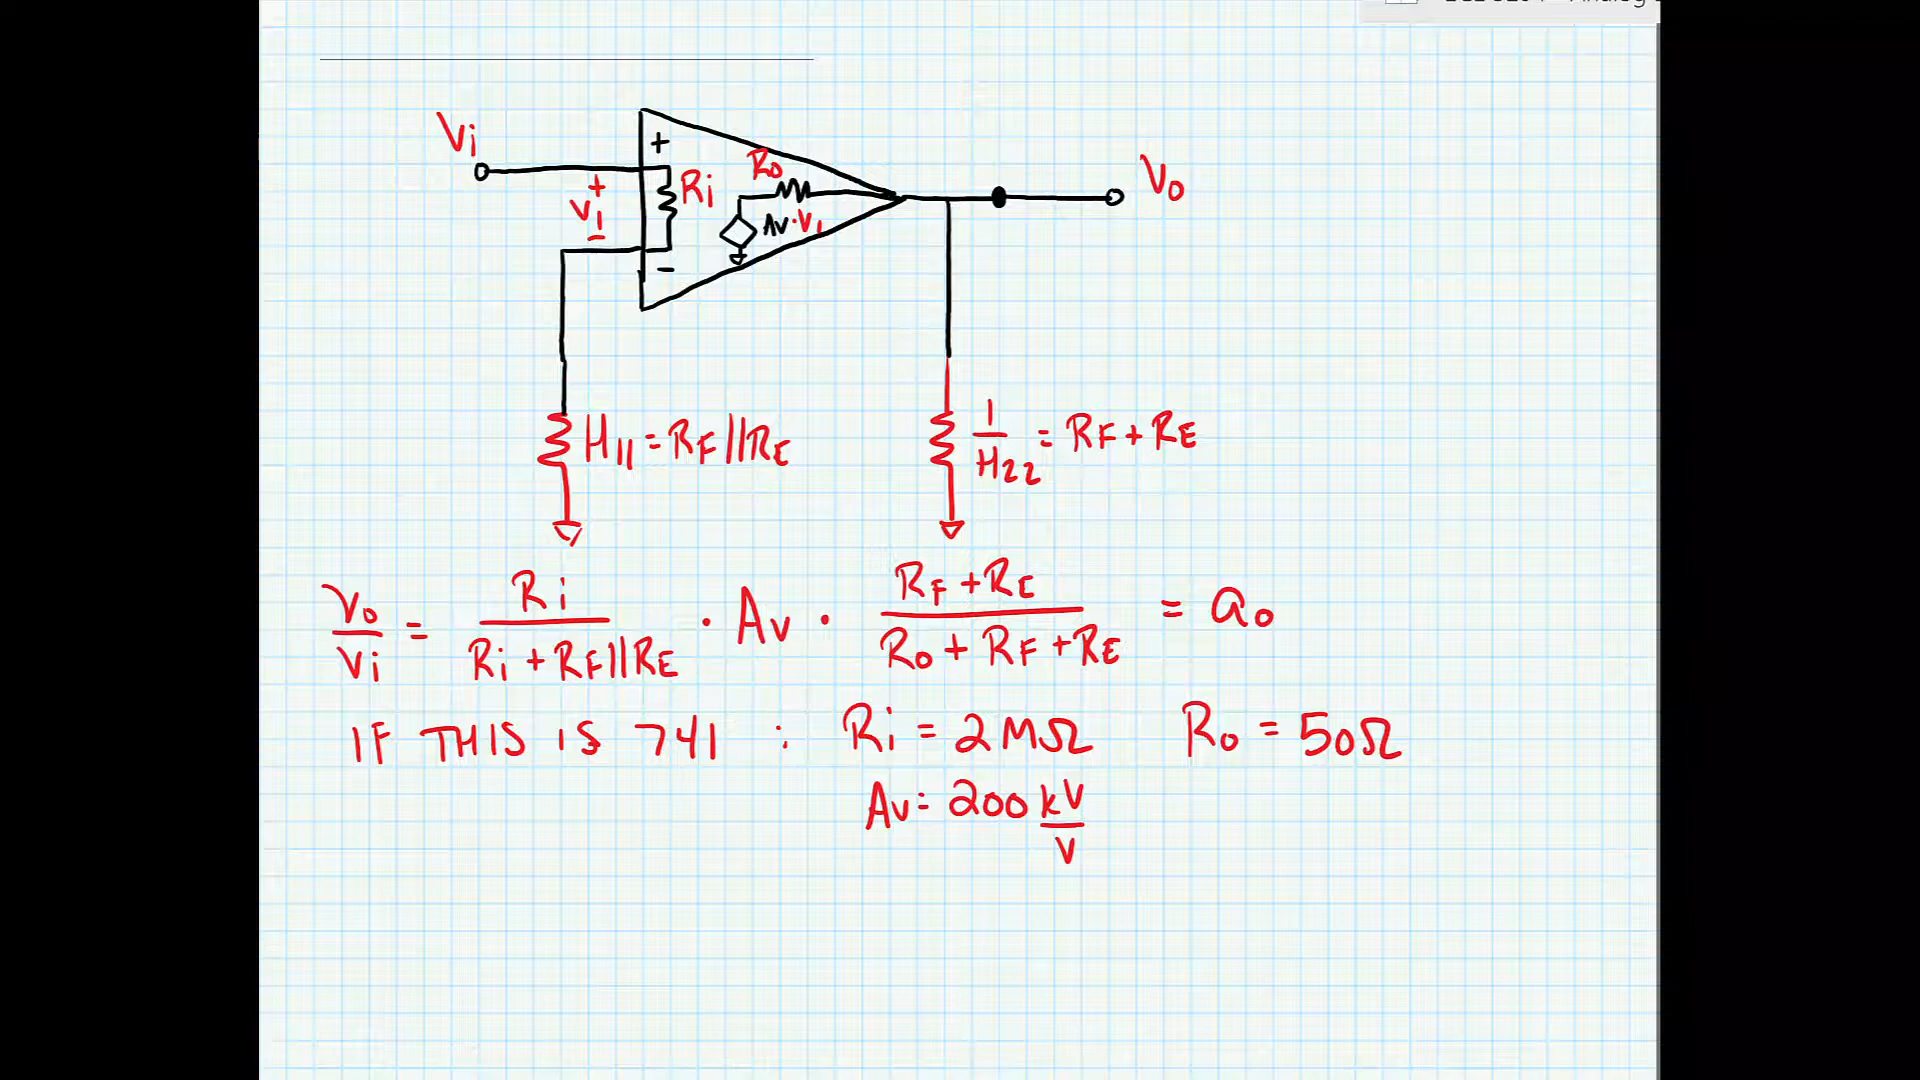 Vi
+
Ro
Ri
Vo
+
V1
-
Av·V1
-
H11 = RF||RE
1/H22 = RF + RE
Vo/Vi = Ri/(Ri + RF||RE) · Av · (RF + RE)/(Ro + RF + RE) = ao
IF THIS IS 741 : Ri = 2MΩ Ro = 50Ω
Av = 200 kV/V